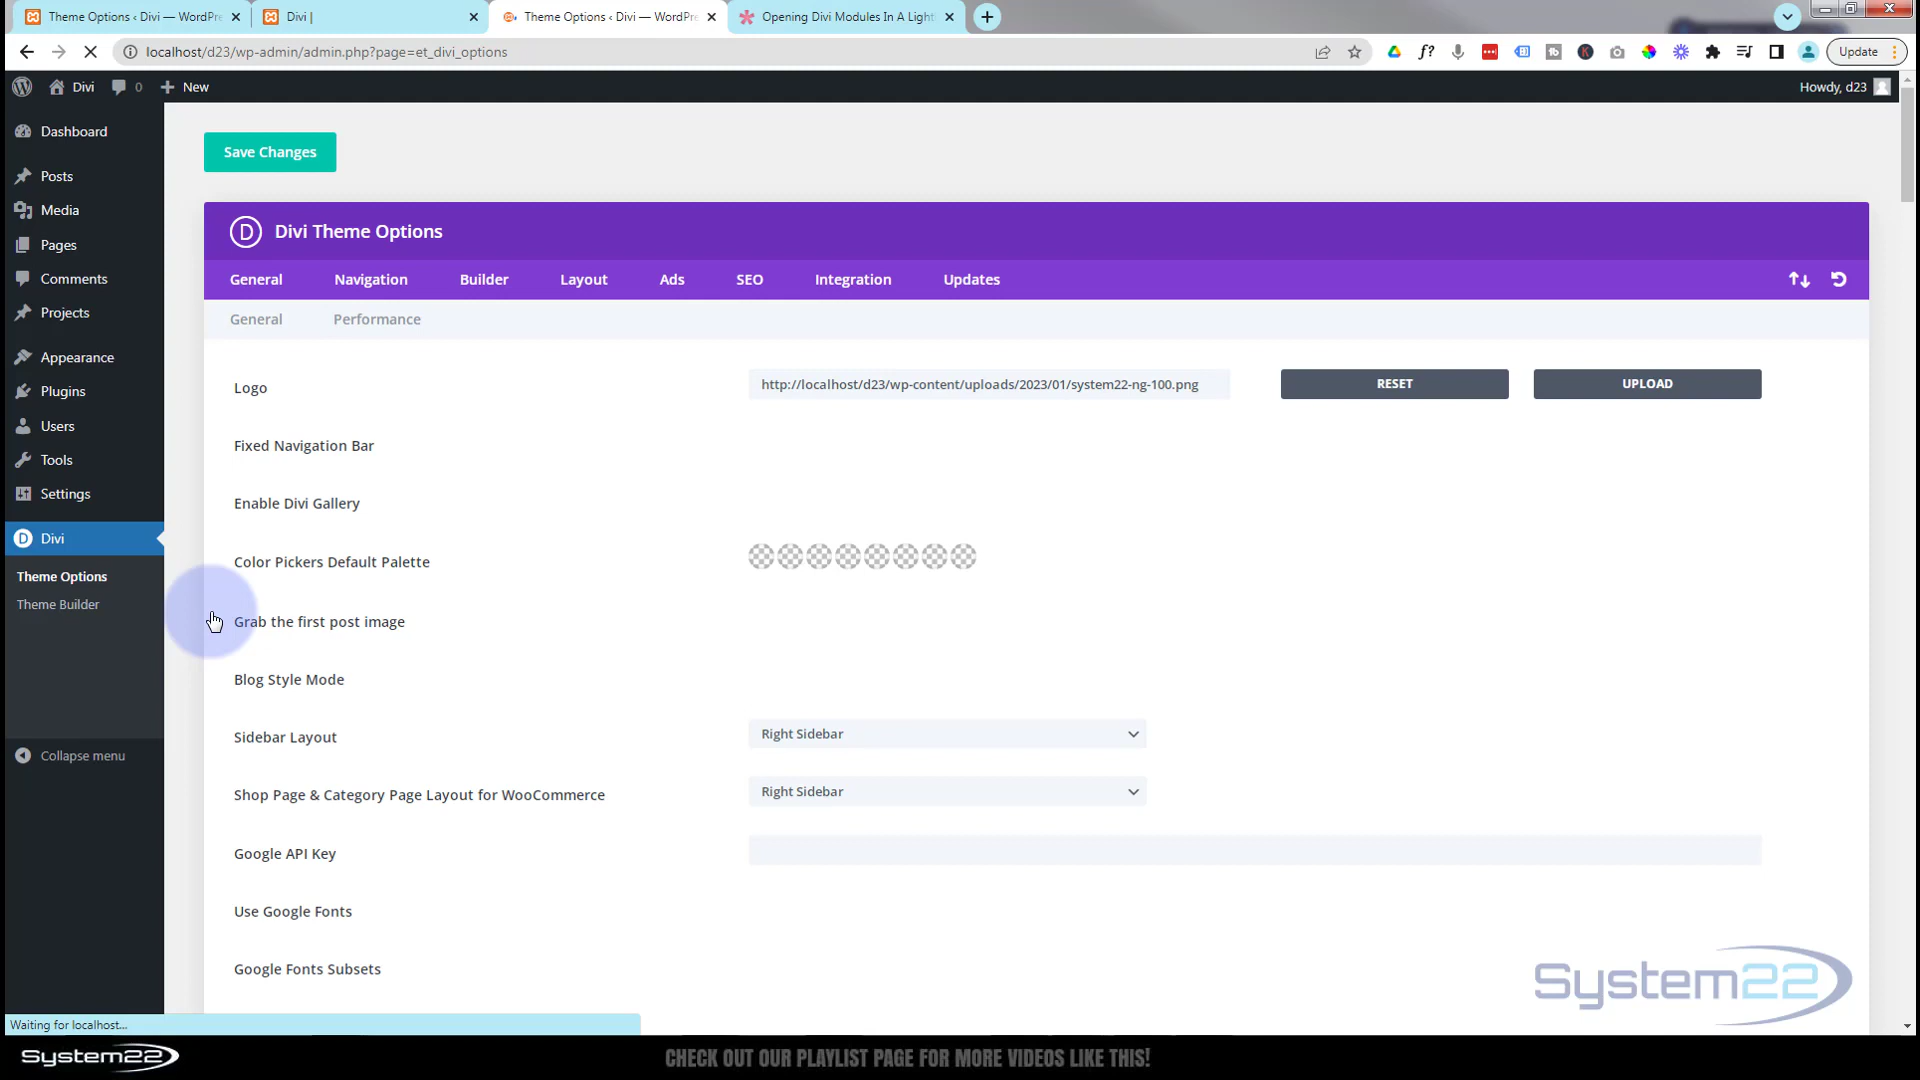 Theme Options ‹ Divi — WordPre
Divi |
Theme Options ‹ Divi — WordPre
Opening Divi Modules In A Light
localhost/d23/wp-admin/admin.php?page=et_divi_options
f?
Update
Divi
0
New
Howdy, d23
Dashboard
Posts
Media
Pages
Comments
Projects
Appearance
Plugins
Users
Tools
Settings
D
Divi
Theme Options
Theme Builder
Collapse menu
Save Changes
D
Divi Theme Options
General
Navigation
Builder
Layout
Ads
SEO
Integration
Updates
General
Performance
Logo
http://localhost/d23/wp-content/uploads/2023/01/system22-ng-100.png
RESET
UPLOAD
Fixed Navigation Bar
Enable Divi Gallery
Color Pickers Default Palette
Grab the first post image
Blog Style Mode
Sidebar Layout
Right Sidebar
Shop Page & Category Page Layout for WooCommerce
Right Sidebar
Google API Key
Use Google Fonts
Google Fonts Subsets
System22
Waiting for localhost...
System22
CHECK OUT OUR PLAYLIST PAGE FOR MORE VIDEOS LIKE THIS!